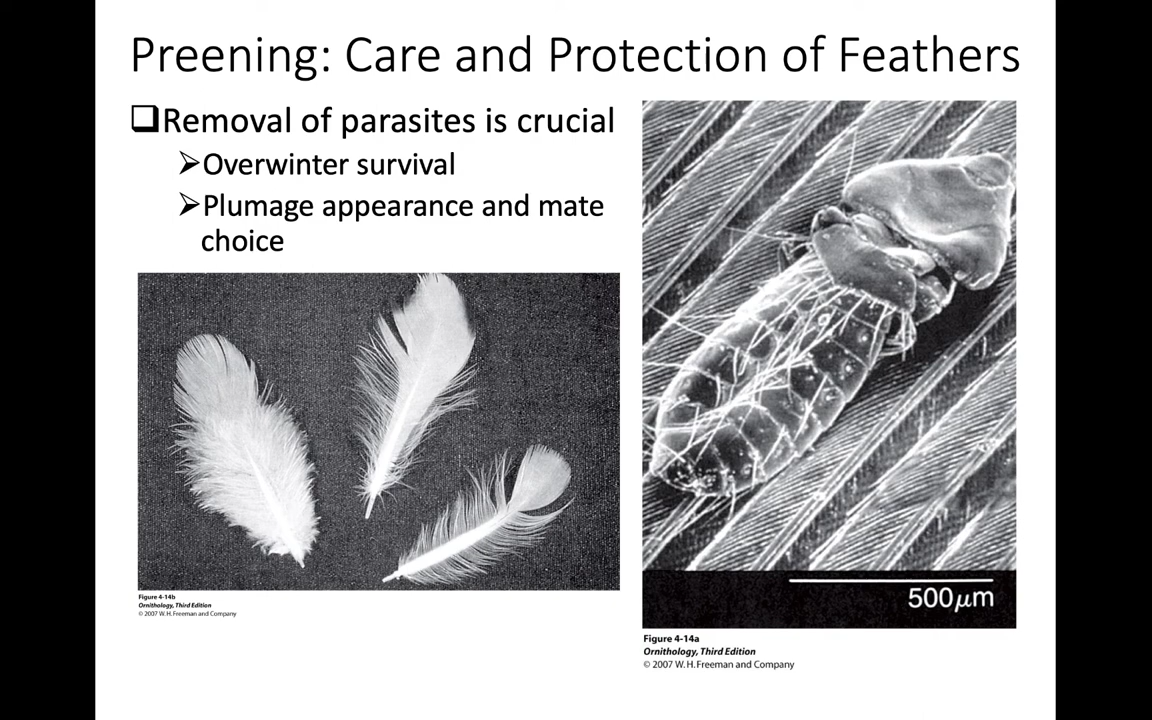 Preening: Care and Protection of Feathers
❑Removal of parasites is crucial
➢Overwinter survival
➢Plumage appearance and mate
choice
Figure 4-14b
Ornithology, Third Edition
© 2007 W. H. Freeman and Company
500μm
Figure 4-14a
Ornithology, Third Edition
© 2007 W. H. Freeman and Company